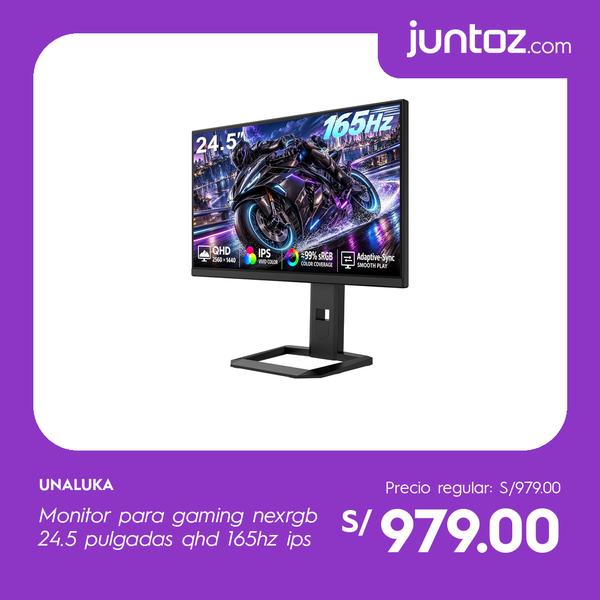 juntoz.com
24.5"
165Hz
QHD
2560 × 1440
IPS
VIVID COLOR
≈99% sRGB
COLOR COVERAGE
Adaptive-Sync
SMOOTH PLAY
UNALUKA
Monitor para gaming nexrgb
24.5 pulgadas qhd 165hz ips
Precio regular: S/979.00
S/ 979.00